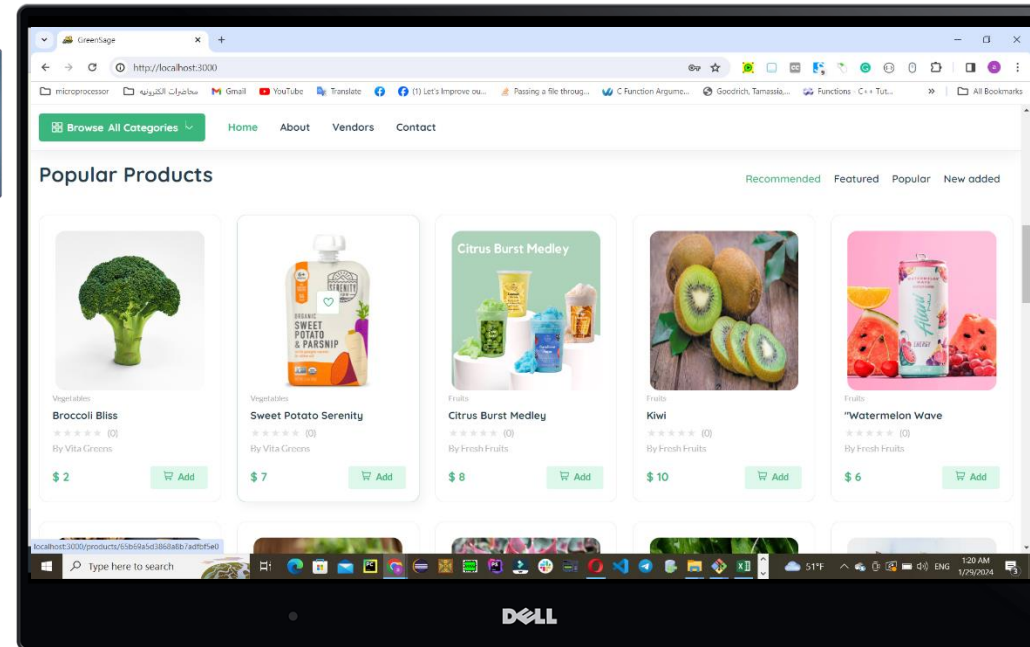 GreenSage
http://localhost:3000
microprocessor
محاضرات الكترونيه
Gmail
YouTube
Translate
(1) Let's Improve ou...
Passing a file throug...
C Function Argume...
Goodrich, Tamassia,...
Functions - C++ Tut...
All Bookmarks
Browse All Categories
Home About Vendors Contact
Popular Products
Recommended Featured Popular New added
SERENITY
ORGANIC
SWEET
POTATO
& PARSNIP
Citrus Burst Medley
Alani
ENERGY
Vegetables
Broccoli Bliss
(0)
By Vita Greens
$ 2
Add
Vegetables
Sweet Potato Serenity
(0)
By Vita Greens
$ 7
Add
Fruits
Citrus Burst Medley
(0)
By Fresh Fruits
$ 8
Add
Fruits
Kiwi
(0)
By Fresh Fruits
$ 10
Add
Fruits
"Watermelon Wave
(0)
By Fresh Fruits
$ 6
Add
localhost:3000/products/65b69a5d3868a8b7adfbf5e0
Type here to search
51°F
ENG
1:20 AM
1/29/2024
DELL